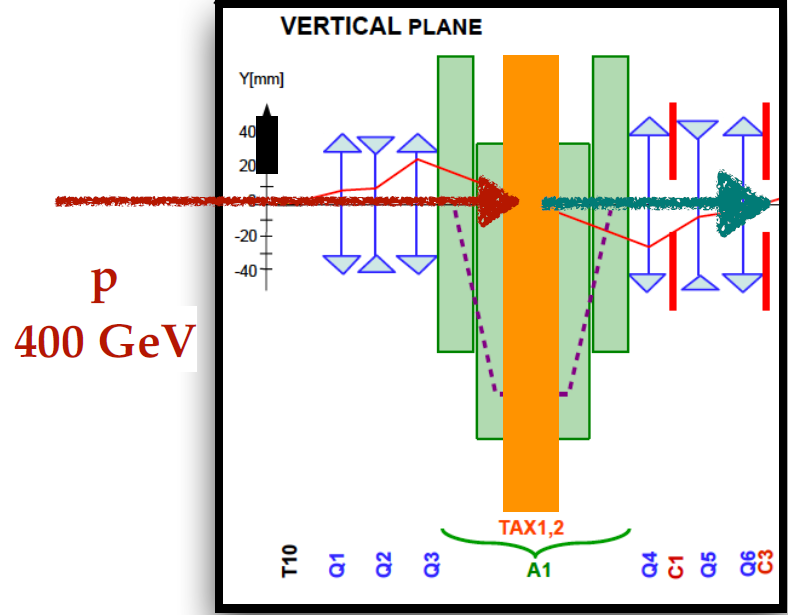 VERTICAL PLANE
Y[mm]
40
20
0
-20
-40
p
400 GeV
TAX1,2
T10
Q1
Q2
Q3
A1
Q4
C1
Q5
Q6
C3